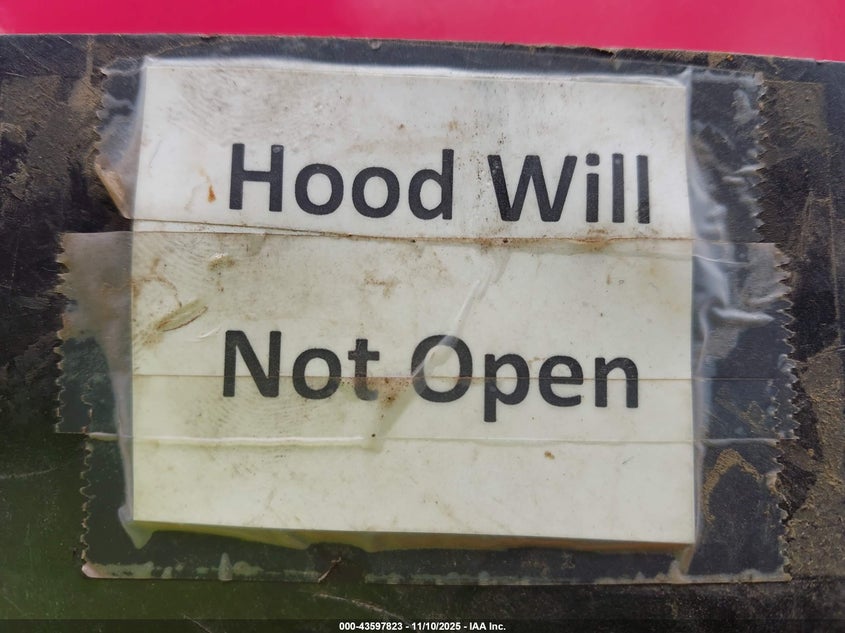 Hood Will
Not Open
000-43597823 - 11/10/2025 - IAA Inc.